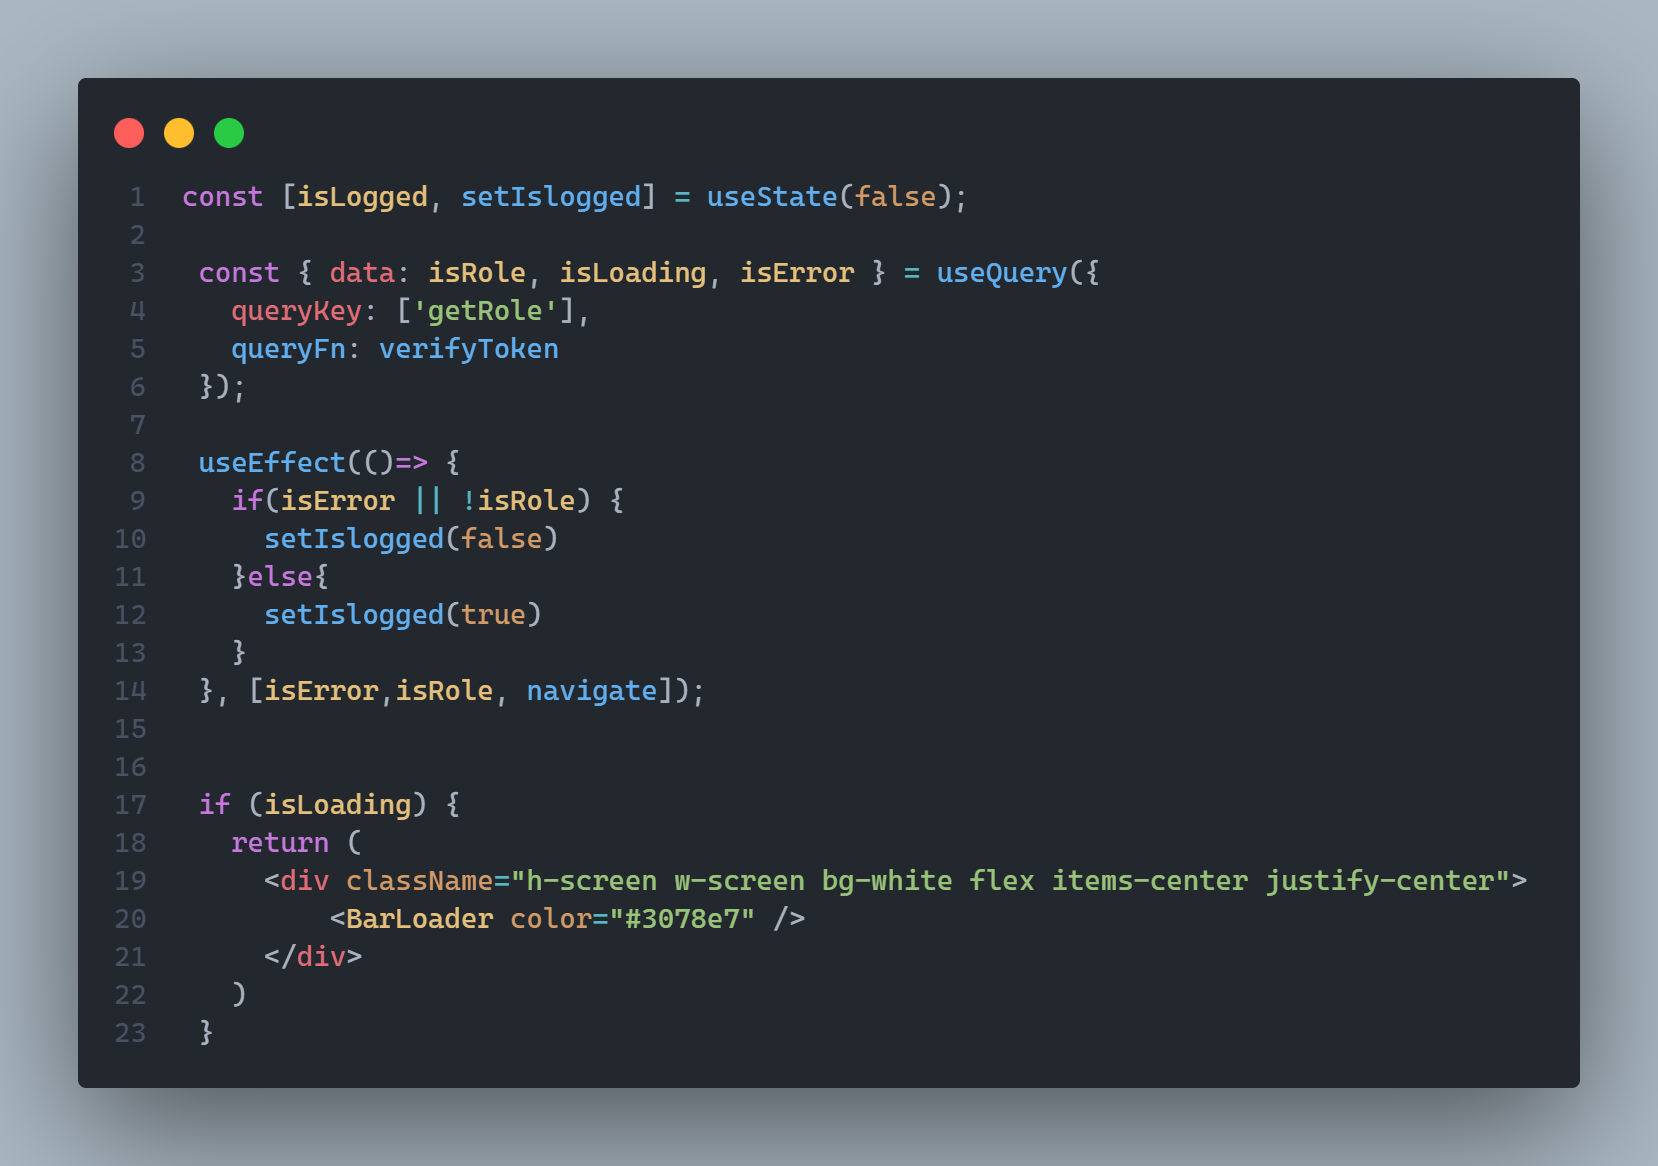 1 const [isLogged, setIslogged] = useState(false);
2
3 const { data: isRole, isLoading, isError } = useQuery({
4 queryKey: ['getRole'],
5 queryFn: verifyToken
6 });
7
8 useEffect(()=> {
9 if(isError || !isRole) {
10 setIslogged(false)
11 }else{
12 setIslogged(true)
13 }
14 }, [isError,isRole, navigate]);
15
16
17 if (isLoading) {
18 return (
19 <div className="h-screen w-screen bg-white flex items-center justify-center">
20 <BarLoader color="#3078e7" />
21 </div>
22 )
23 }